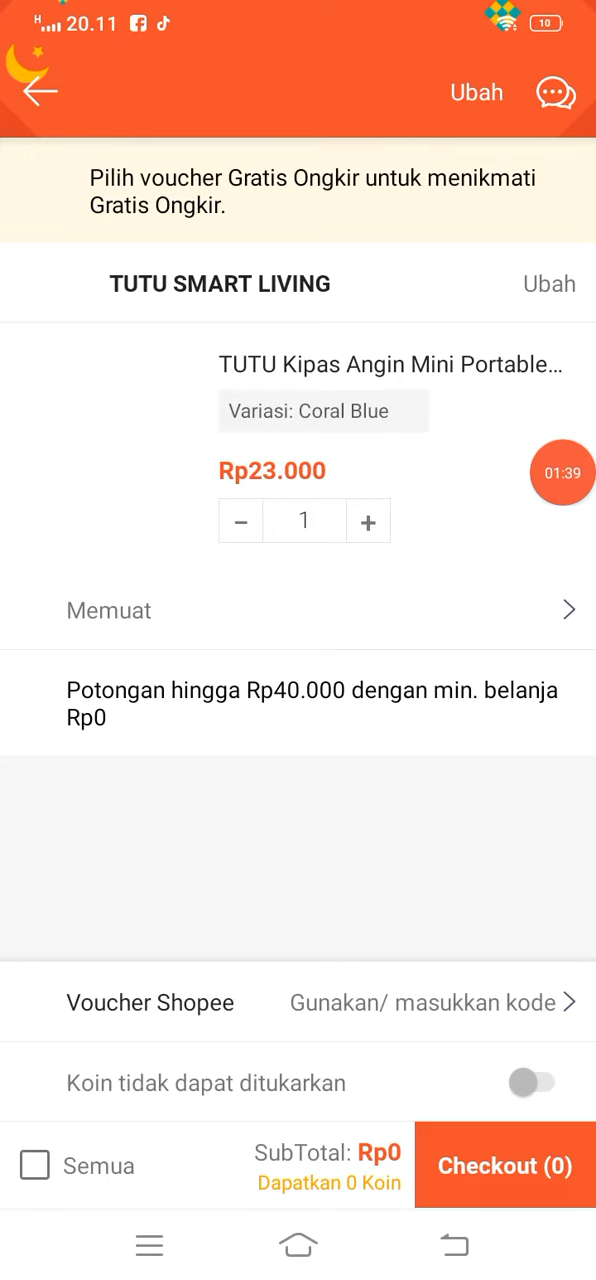 H 20.11 10
Ubah
Pilih voucher Gratis Ongkir untuk menikmati
Gratis Ongkir.
TUTU SMART LIVING Ubah
TUTU Kipas Angin Mini Portable...
Variasi: Coral Blue
Rp23.000
01:39
− 1 +
Memuat
Potongan hingga Rp40.000 dengan min. belanja
Rp0
Voucher Shopee Gunakan/ masukkan kode
Koin tidak dapat ditukarkan
Semua SubTotal: Rp0 Checkout (0)
Dapatkan 0 Koin